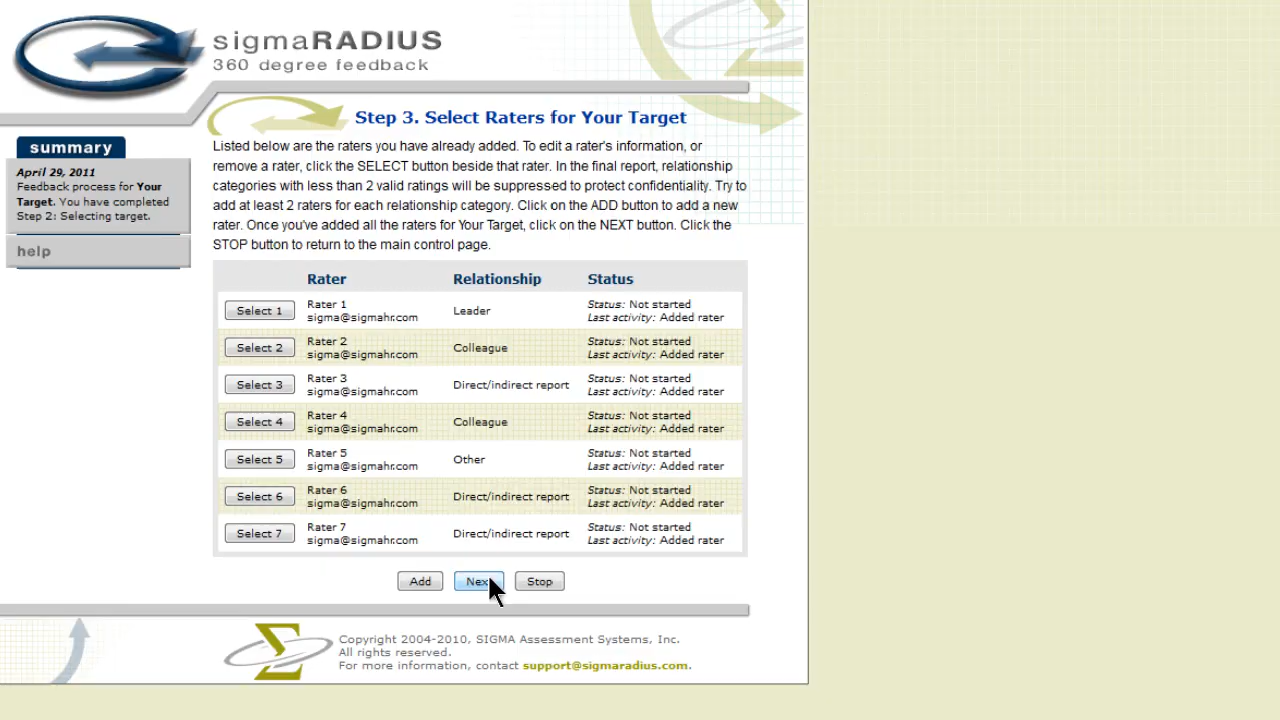 sigmaRADIUS
360 degree feedback
Step 3. Select Raters for Your Target
summary
April 29, 2011
Feedback process for Your
Target. You have completed
Step 2: Selecting target.
help
Listed below are the raters you have already added. To edit a rater's information, or
remove a rater, click the SELECT button beside that rater. In the final report, relationship
categories with less than 2 valid ratings will be suppressed to protect confidentiality. Try to
add at least 2 raters for each relationship category. Click on the ADD button to add a new
rater. Once you've added all the raters for Your Target, click on the NEXT button. Click the
STOP button to return to the main control page.
Rater Relationship Status
Select 1 Rater 1 Leader Status: Not started
sigma@sigmahr.com Last activity: Added rater
Select 2 Rater 2 Colleague Status: Not started
sigma@sigmahr.com Last activity: Added rater
Select 3 Rater 3 Direct/indirect report Status: Not started
sigma@sigmahr.com Last activity: Added rater
Select 4 Rater 4 Colleague Status: Not started
sigma@sigmahr.com Last activity: Added rater
Select 5 Rater 5 Other Status: Not started
sigma@sigmahr.com Last activity: Added rater
Select 6 Rater 6 Direct/indirect report Status: Not started
sigma@sigmahr.com Last activity: Added rater
Select 7 Rater 7 Direct/indirect report Status: Not started
sigma@sigmahr.com Last activity: Added rater
Add Next Stop
Copyright 2004-2010, SIGMA Assessment Systems, Inc.
All rights reserved.
For more information, contact support@sigmaradius.com.